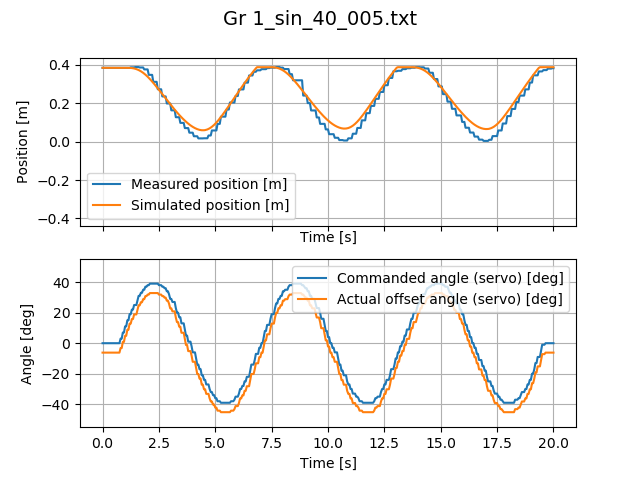 Gr 1_sin_40_005.txt
0.4
0.2
0.0
−0.2
−0.4
Position [m]
Measured position [m]
Simulated position [m]
Time [s]
40
20
0
−20
−40
Angle [deg]
Commanded angle (servo) [deg]
Actual offset angle (servo) [deg]
0.0 2.5 5.0 7.5 10.0 12.5 15.0 17.5 20.0
Time [s]